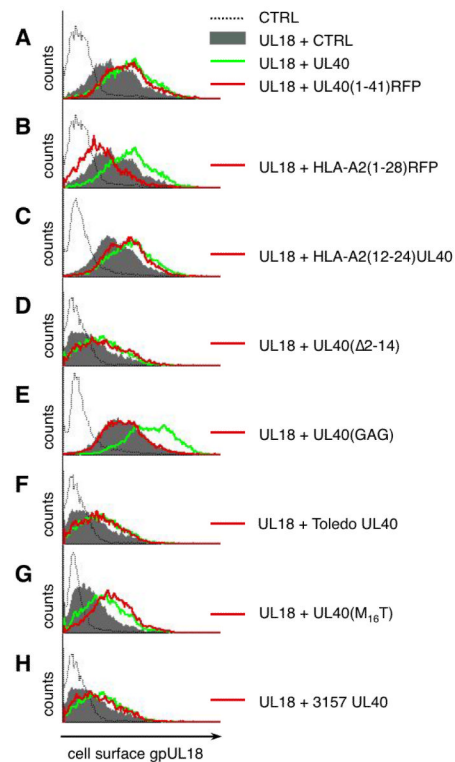 CTRL
UL18 + CTRL
UL18 + UL40
UL18 + UL40(1-41)RFP
A
counts
B
counts
UL18 + HLA-A2(1-28)RFP
C
counts
UL18 + HLA-A2(12-24)UL40
D
counts
UL18 + UL40(Δ2-14)
E
counts
UL18 + UL40(GAG)
F
counts
UL18 + Toledo UL40
G
counts
UL18 + UL40(M₁₆T)
H
counts
UL18 + 3157 UL40
cell surface gpUL18